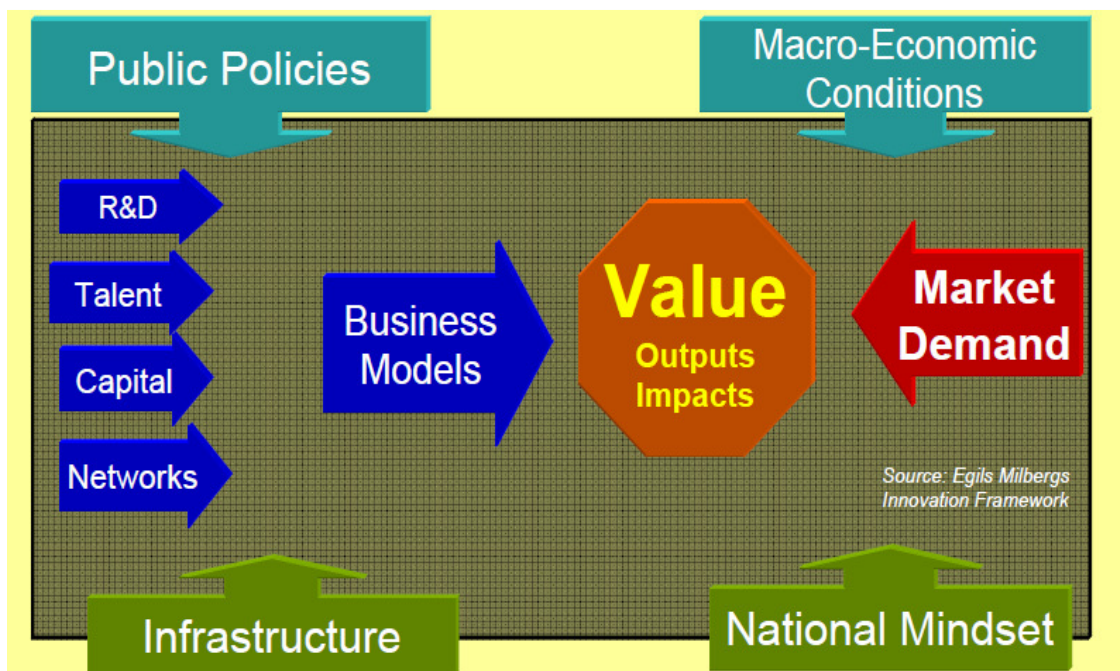 Public Policies
Macro-Economic
Conditions
R&D
Talent
Capital
Networks
Business
Models
Value
Outputs
Impacts
Market
Demand
Source: Egils Milbergs
Innovation Framework
Infrastructure
National Mindset